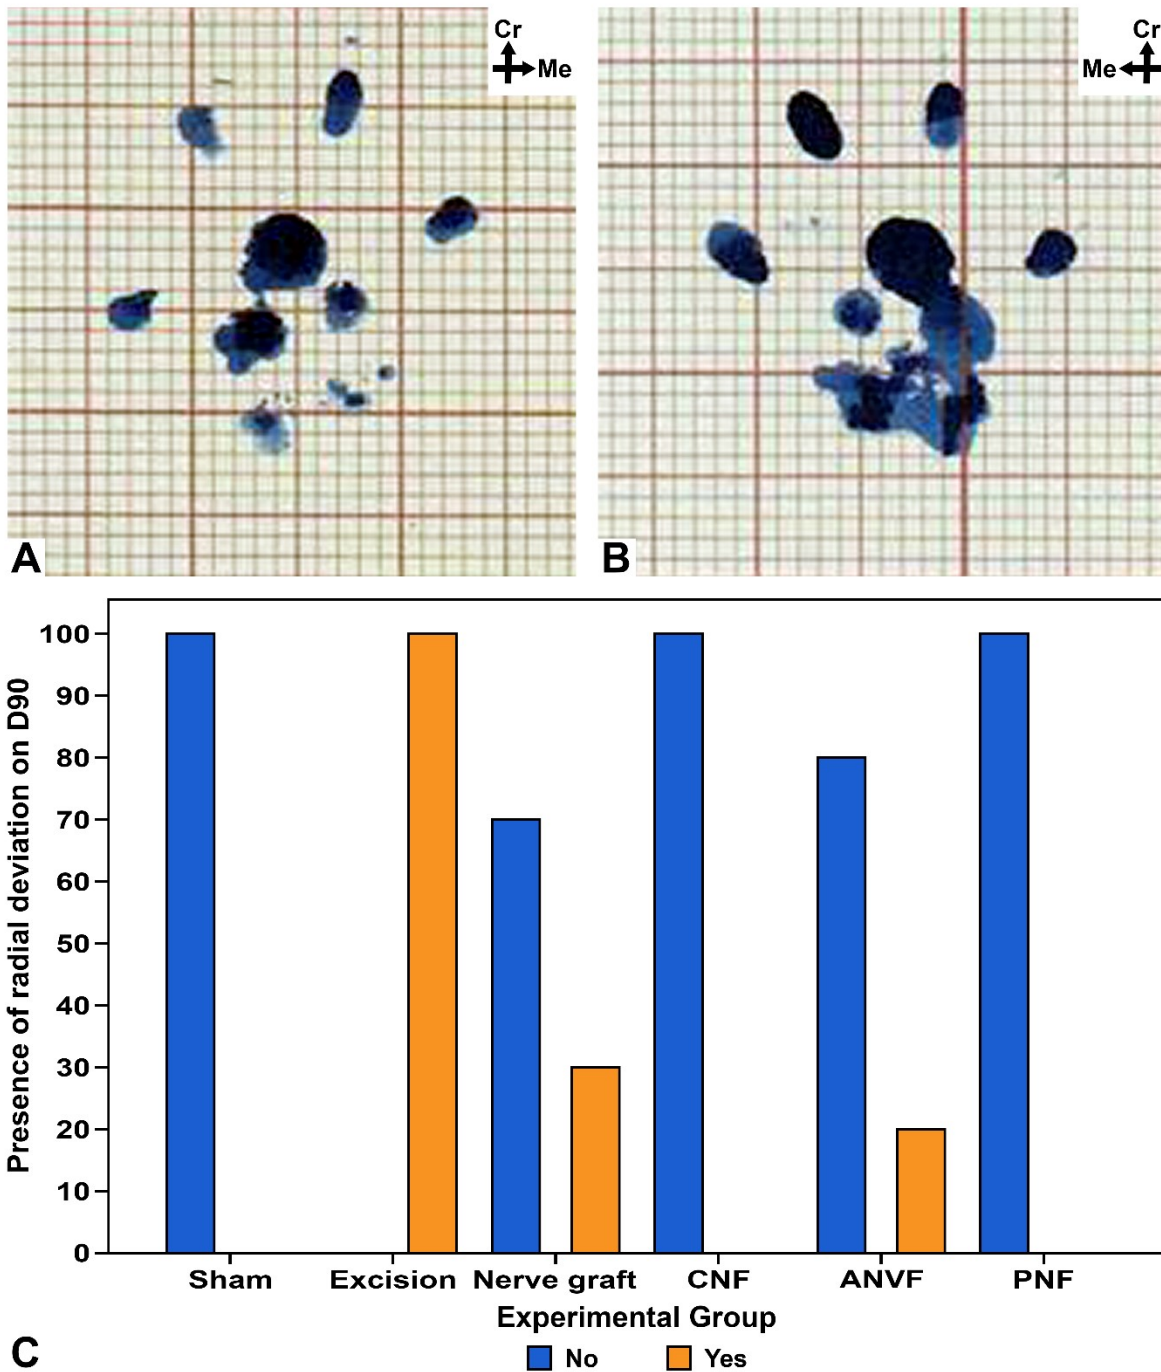 Cr
Me
A
Cr
Me
B
Presence of radial deviation on D90
100
90
80
70
60
50
40
30
20
10
0
Sham Excision Nerve graft CNF ANVF PNF
Experimental Group
No Yes
C